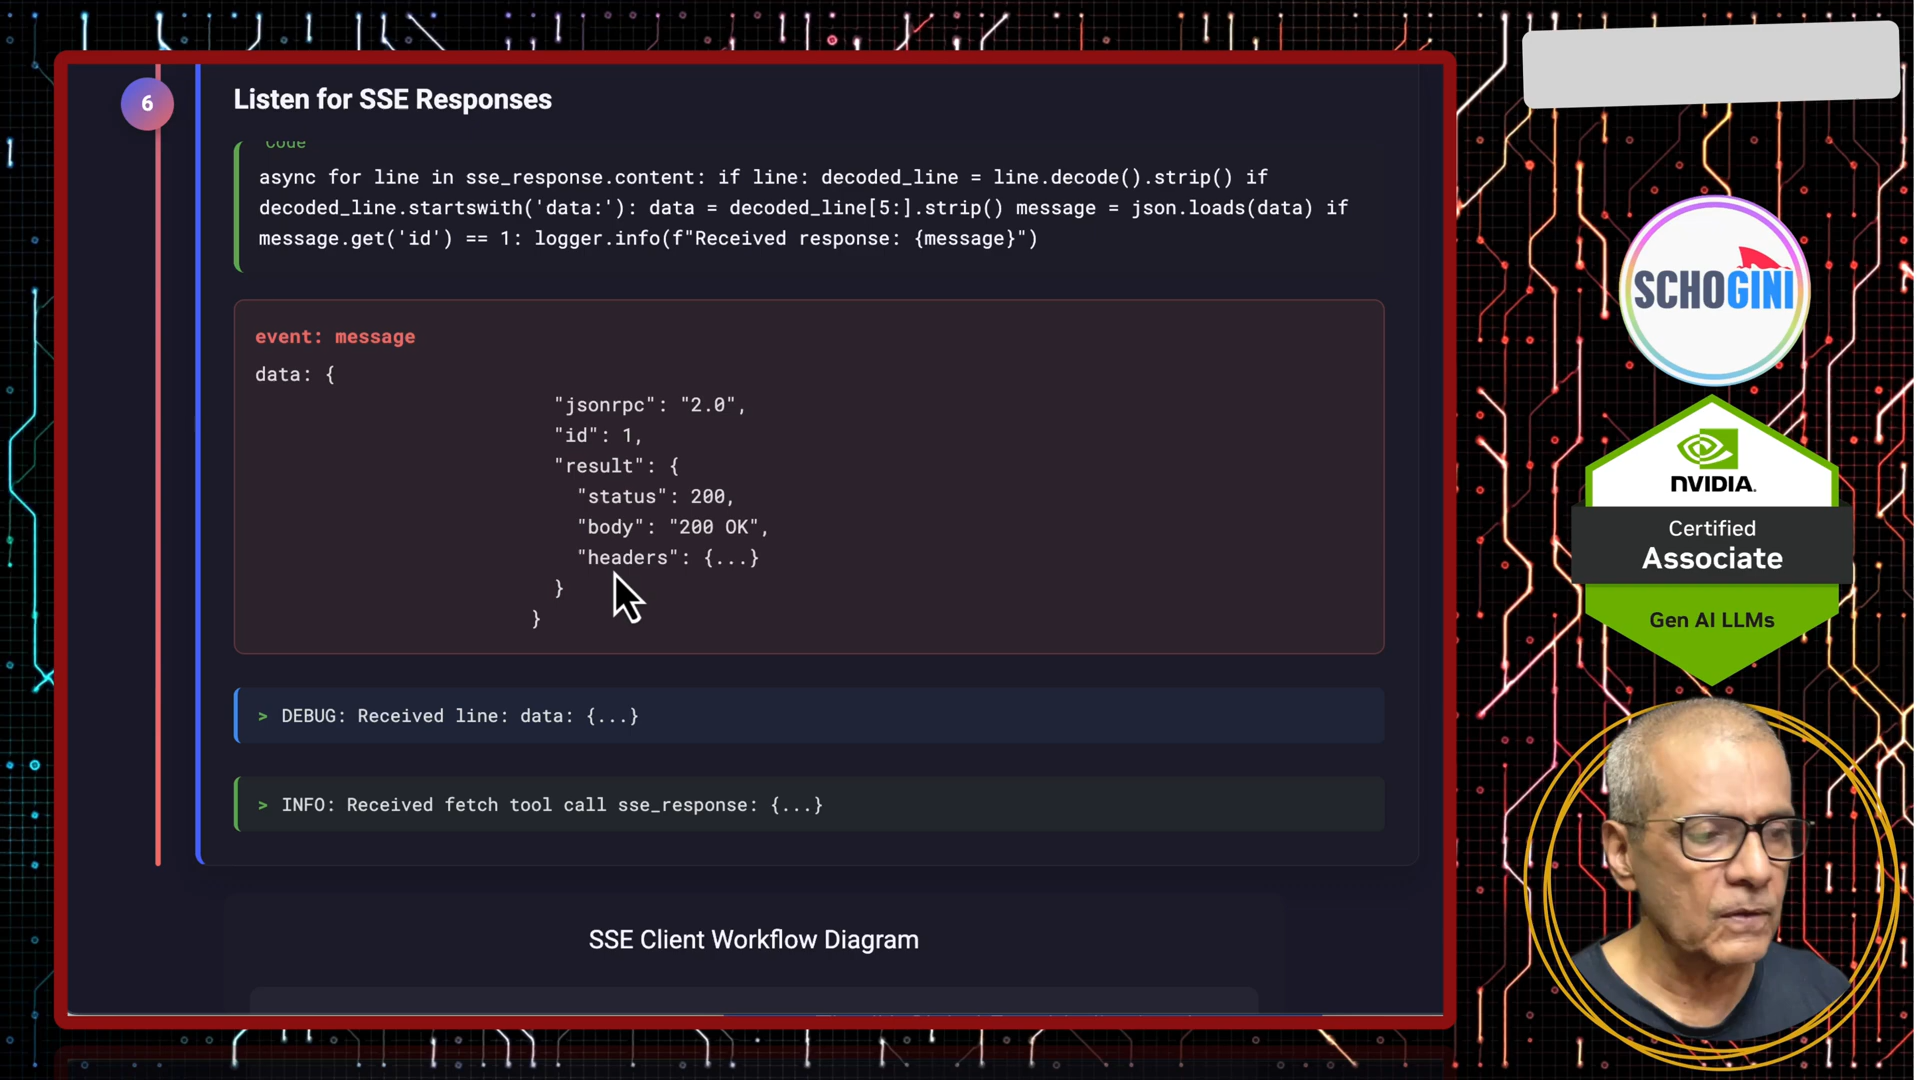 6
Listen for SSE Responses
Code
async for line in sse_response.content: if line: decoded_line = line.decode().strip() if
decoded_line.startswith('data:'): data = decoded_line[5:].strip() message = json.loads(data) if
message.get('id') == 1: logger.info(f"Received response: {message}")
event: message
data: {
"jsonrpc": "2.0",
"id": 1,
"result": {
"status": 200,
"body": "200 OK",
"headers": {...}
}
}
> DEBUG: Received line: data: {...}
> INFO: Received fetch tool call sse_response: {...}
SSE Client Workflow Diagram
SCHOGINI
NVIDIA.
Certified
Associate
Gen AI LLMs